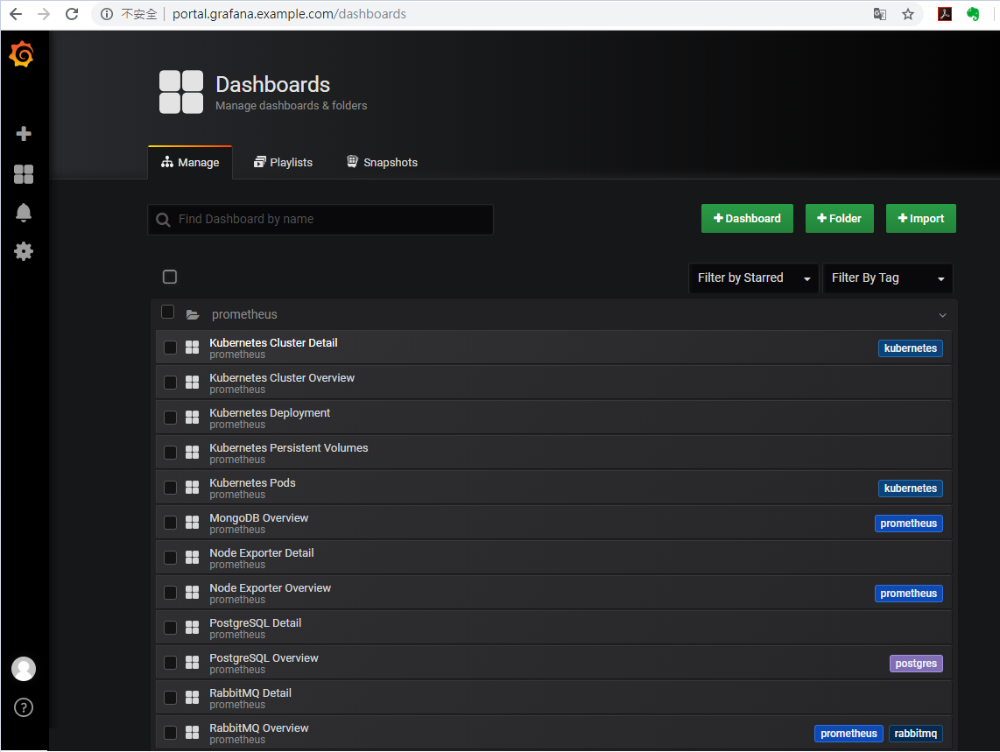 不安全 portal.grafana.example.com/dashboards
Dashboards
Manage dashboards & folders
Manage Playlists Snapshots
Find Dashboard by name
Dashboard Folder Import
Filter by Starred Filter By Tag
prometheus
Kubernetes Cluster Detail
prometheus
kubernetes
Kubernetes Cluster Overview
prometheus
Kubernetes Deployment
prometheus
Kubernetes Persistent Volumes
prometheus
Kubernetes Pods
prometheus
kubernetes
MongoDB Overview
prometheus
prometheus
Node Exporter Detail
prometheus
Node Exporter Overview
prometheus
prometheus
PostgreSQL Detail
prometheus
PostgreSQL Overview
prometheus
postgres
RabbitMQ Detail
prometheus
RabbitMQ Overview
prometheus
prometheus rabbitmq